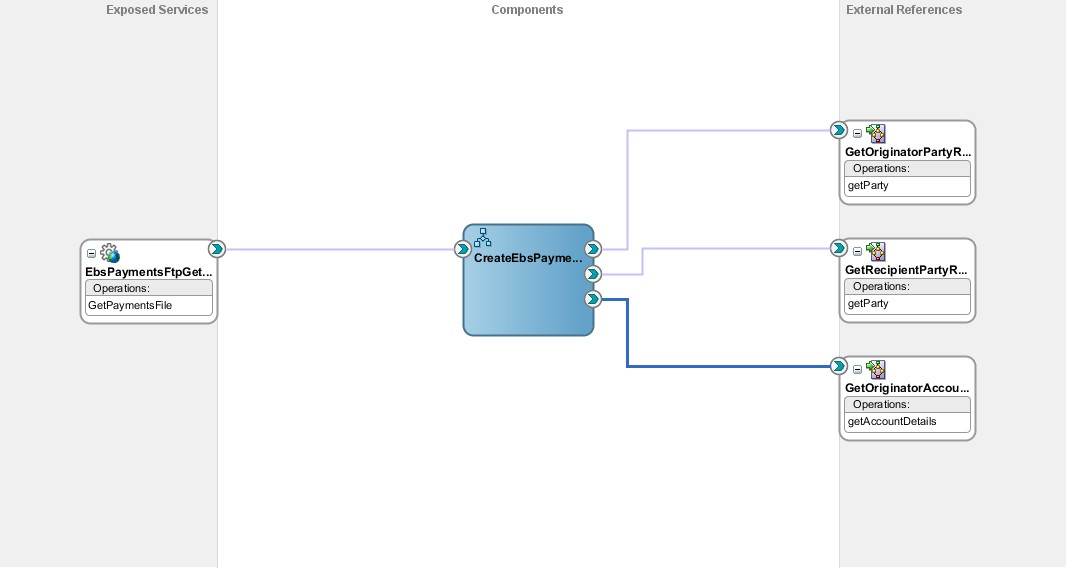 Exposed Services
Components
External References
GetOriginatorPartyR...
Operations:
getParty
EbsPaymentsFtpGet...
Operations:
GetPaymentsFile
CreateEbsPayme...
GetRecipientPartyR...
Operations:
getParty
GetOriginatorAccou...
Operations:
getAccountDetails